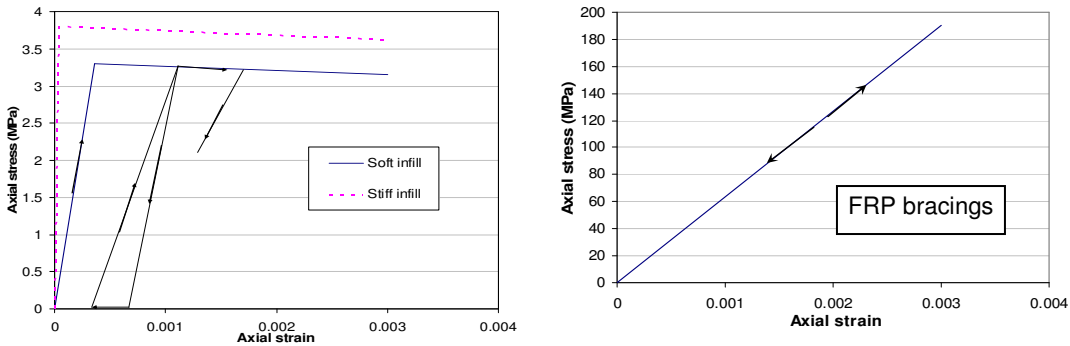 4
3.5
3
2.5
2
1.5
1
0.5
0
Axial stress (MPa)
Soft infill
Stiff infill
0 0.001 0.002 0.003 0.004
Axial strain
200
180
160
140
120
100
80
60
40
20
0
Axial stress (MPa)
FRP bracings
0 0.001 0.002 0.003 0.004
Axial strain